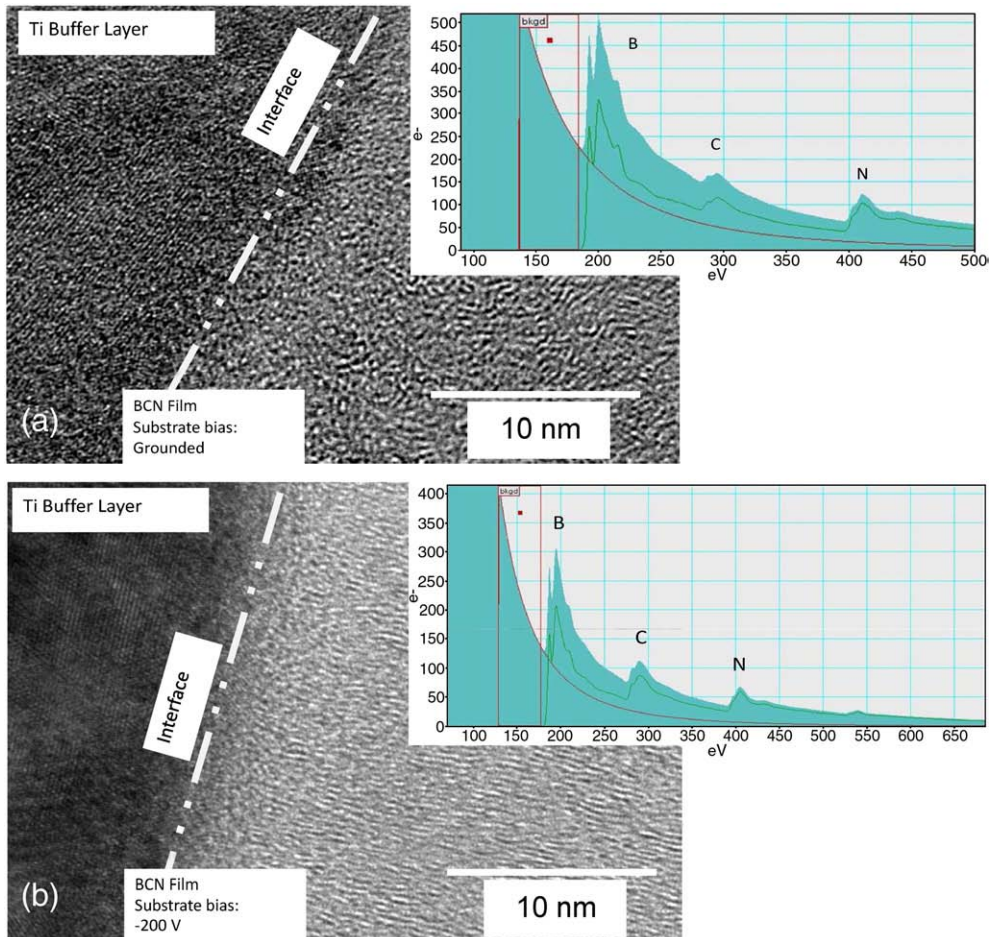 Ti Buffer Layer
Interface
(a)
BCN Film
Substrate bias:
Grounded
10 nm
500
450
400
350
300
250
200
150
100
50
0
e-
bkgd
B
C
N
100 150 200 250 300 350 400 450 500
eV
Ti Buffer Layer
Interface
(b)
BCN Film
Substrate bias:
-200 V
10 nm
400
350
300
250
200
150
100
50
0
e-
bkgd
B
C
N
100 150 200 250 300 350 400 450 500 550 600 650
eV